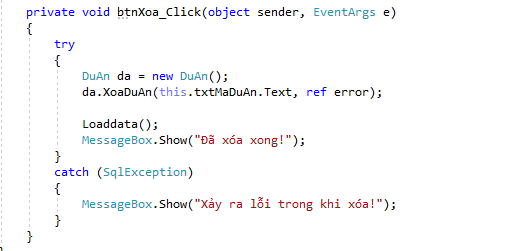 private void btnXoa_Click(object sender, EventArgs e)
{
try
{
DuAn da = new DuAn();
da.XoaDuAn(this.txtMaDuAn.Text, ref error);
Loaddata();
MessageBox.Show("Đã xóa xong!");
}
catch (SqlException)
{
MessageBox.Show("Xảy ra lỗi trong khi xóa!");
}
}